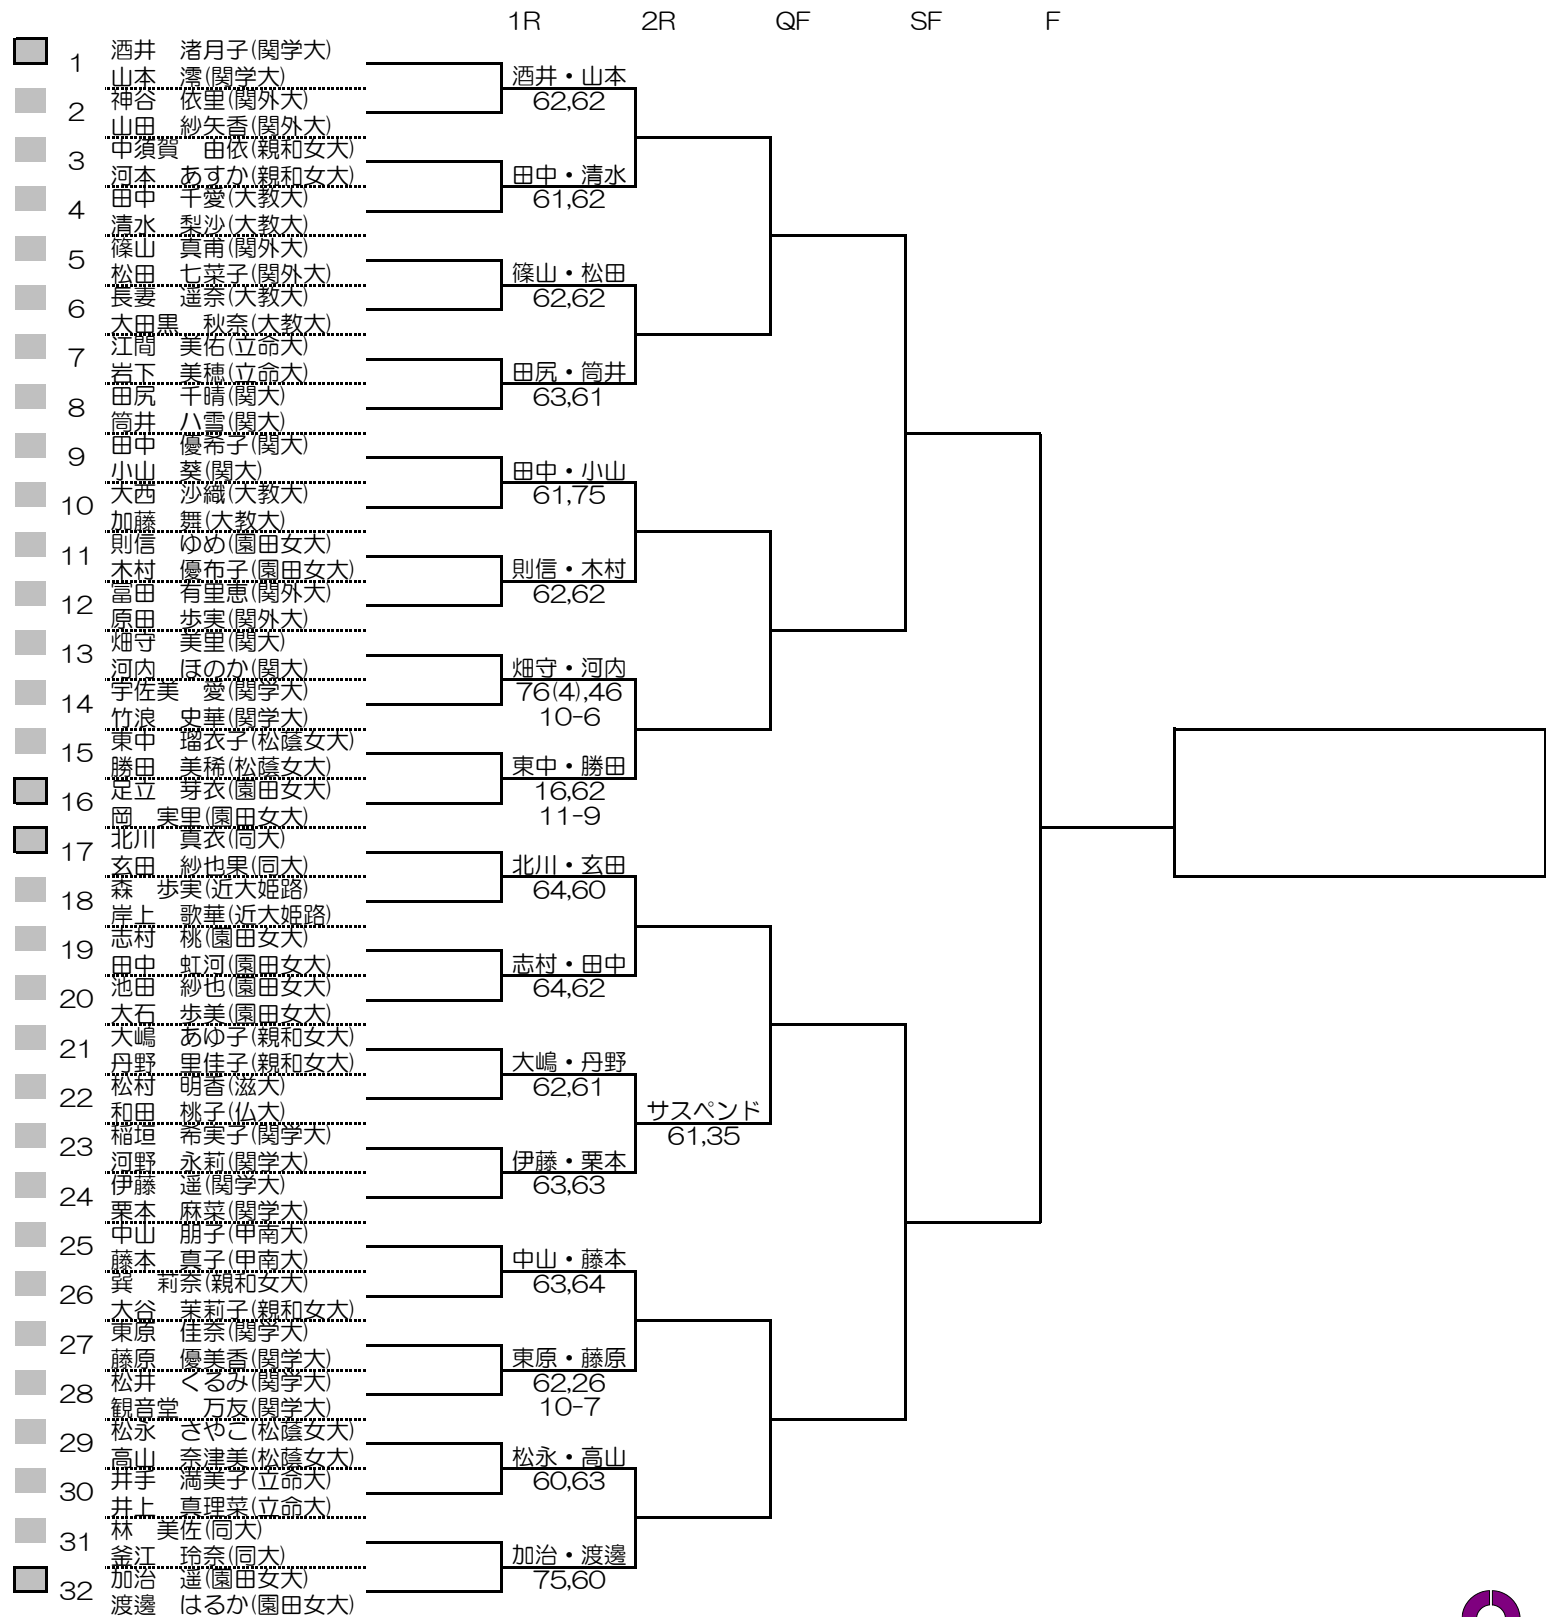 1R 2R QF SF F
1 酒井 渚月子(関学大)
山本 澪(関学大)
酒井・山本
62,62
2 神谷 依里(関外大)
山田 紗矢香(関外大)
3 中須賀 由依(親和女大)
河本 あすか(親和女大)
田中・清水
61,62
4 田中 千愛(大教大)
清水 梨沙(大教大)
5 篠山 真甫(関外大)
松田 七菜子(関外大)
篠山・松田
62,62
6 長妻 遥奈(大教大)
大田黒 秋奈(大教大)
7 江間 美佑(立命大)
岩下 美穂(立命大)
田尻・筒井
63,61
8 田尻 千晴(関大)
筒井 八雪(関大)
9 田中 優希子(関大)
小山 葵(関大)
田中・小山
61,75
10 大西 沙織(大教大)
加藤 舞(大教大)
11 則信 ゆめ(園田女大)
木村 優布子(園田女大)
則信・木村
62,62
12 冨田 有里恵(関外大)
原田 歩実(関外大)
13 畑守 美里(関大)
河内 ほのか(関大)
畑守・河内
76(4),46
10-6
14 宇佐美 愛(関学大)
竹浪 史華(関学大)
15 東中 瑠衣子(松蔭女大)
勝田 美稀(松蔭女大)
東中・勝田
16,62
11-9
16 足立 芽衣(園田女大)
岡 実里(園田女大)
17 北川 真衣(同大)
玄田 紗也果(同大)
北川・玄田
64,60
18 森 歩実(近大姫路)
岸上 歌華(近大姫路)
19 志村 桃(園田女大)
田中 虹河(園田女大)
志村・田中
64,62
20 池田 紗也(園田女大)
大石 歩美(園田女大)
21 大嶋 あゆ子(親和女大)
丹野 里佳子(親和女大)
大嶋・丹野
62,61
22 松村 明香(滋大)
和田 桃子(仏大)
サスペンド
61,35
23 稲垣 希実子(関学大)
河野 永莉(関学大)
伊藤・栗本
63,63
24 伊藤 遥(関学大)
栗本 麻菜(関学大)
25 中山 朋子(甲南大)
藤本 真子(甲南大)
中山・藤本
63,64
26 巽 莉奈(親和女大)
大谷 茉莉子(親和女大)
27 東原 佳奈(関学大)
藤原 優美香(関学大)
東原・藤原
62,26
10-7
28 松井 くるみ(関学大)
観音堂 万友(関学大)
29 松永 さやこ(松蔭女大)
高山 奈津美(松蔭女大)
松永・高山
60,63
30 井手 満美子(立命大)
井上 真理菜(立命大)
31 林 美佐(同大)
釜江 玲奈(同大)
加治・渡邊
75,60
32 加治 遥(園田女大)
渡邊 はるか(園田女大)